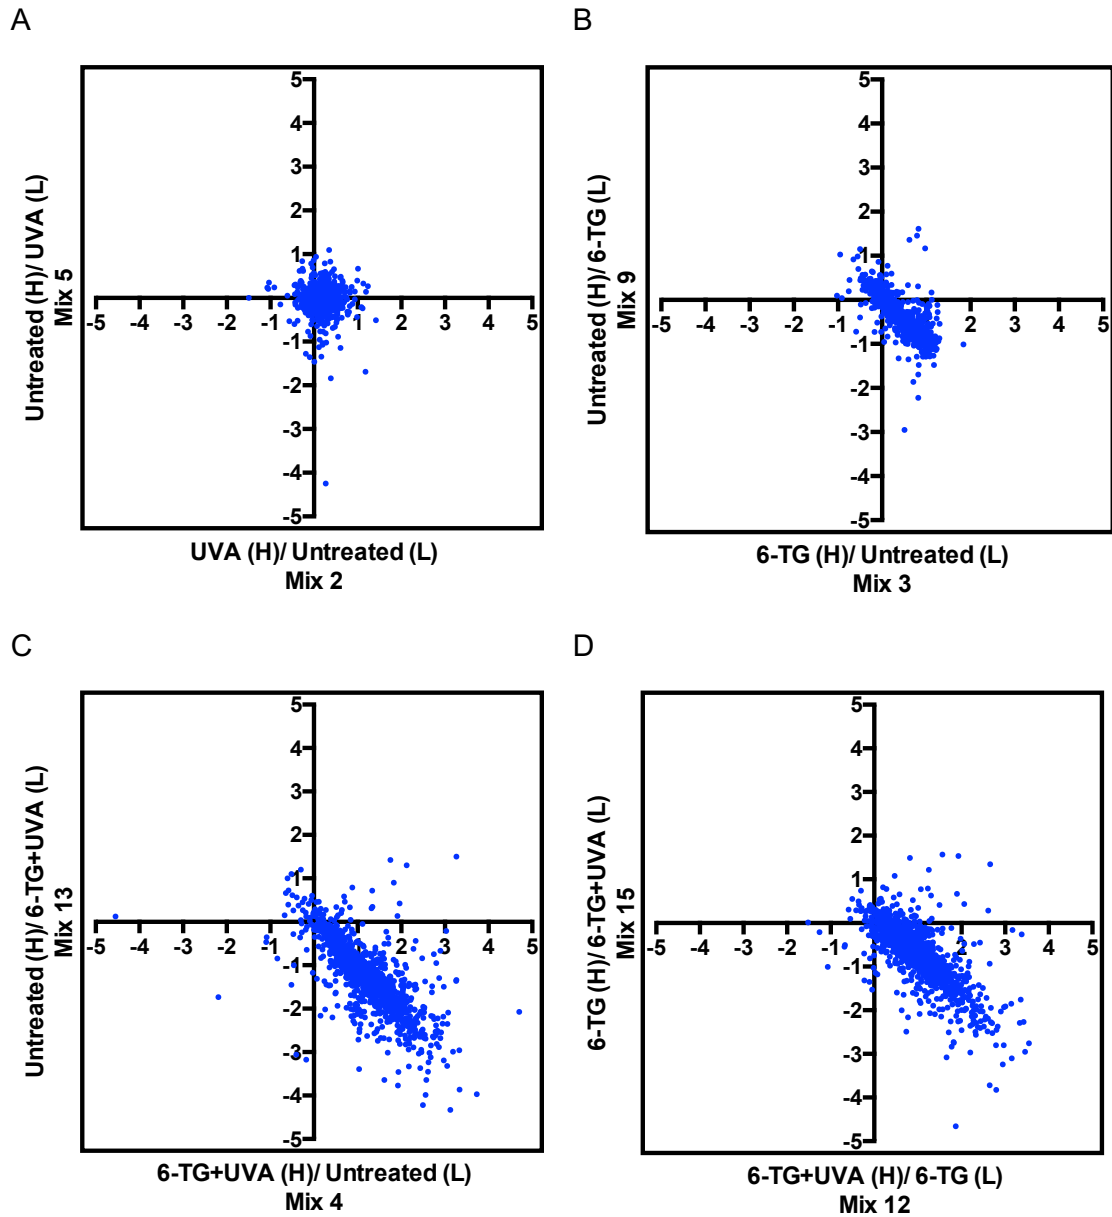 A
5
4
3
2
1
-5 -4 -3 -2 -1 1 2 3 4 5
-1
-2
-3
-4
-5
Untreated (H)/ UVA (L)
Mix 5
UVA (H)/ Untreated (L)
Mix 2
B
5
4
3
2
1
-5 -4 -3 -2 -1 1 2 3 4 5
-1
-2
-3
-4
-5
Untreated (H)/ 6-TG (L)
Mix 9
6-TG (H)/ Untreated (L)
Mix 3
C
5
4
3
2
1
-5 -4 -3 -2 -1 1 2 3 4 5
-1
-2
-3
-4
-5
Untreated (H)/ 6-TG+UVA (L)
Mix 13
6-TG+UVA (H)/ Untreated (L)
Mix 4
D
5
4
3
2
1
-5 -4 -3 -2 -1 1 2 3 4 5
-1
-2
-3
-4
-5
6-TG (H)/ 6-TG+UVA (L)
Mix 15
6-TG+UVA (H)/ 6-TG (L)
Mix 12